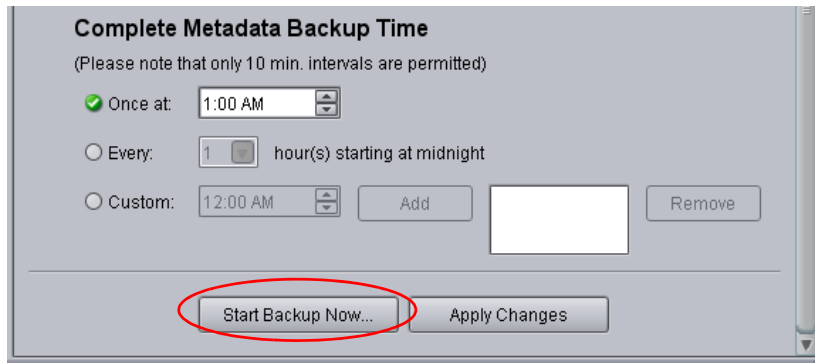 Complete Metadata Backup Time
(Please note that only 10 min. intervals are permitted)
Once at: 1:00 AM
Every: 1 hour(s) starting at midnight
Custom: 12:00 AM Add Remove
Start Backup Now... Apply Changes